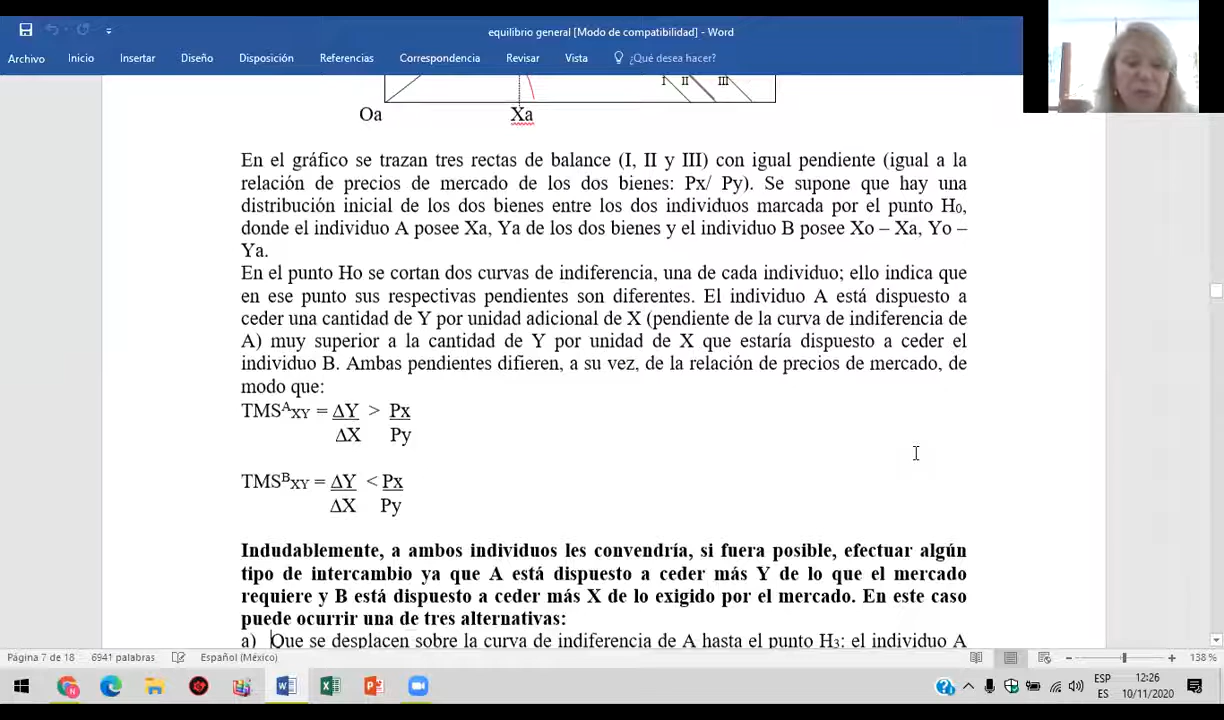 equilibrio general [Modo de compatibilidad] - Word
Archivo Inicio Insertar Diseño Disposición Referencias Correspondencia Revisar Vista ¿Qué desea hacer?
I II III
Oa Xa
En el gráfico se trazan tres rectas de balance (I, II y III) con igual pendiente (igual a la
relación de precios de mercado de los dos bienes: Px/ Py). Se supone que hay una
distribución inicial de los dos bienes entre los dos individuos marcada por el punto H₀,
donde el individuo A posee Xa, Ya de los dos bienes y el individuo B posee Xo – Xa, Yo –
Ya.
En el punto Ho se cortan dos curvas de indiferencia, una de cada individuo; ello indica que
en ese punto sus respectivas pendientes son diferentes. El individuo A está dispuesto a
ceder una cantidad de Y por unidad adicional de X (pendiente de la curva de indiferencia de
A) muy superior a la cantidad de Y por unidad de X que estaría dispuesto a ceder el
individuo B. Ambas pendientes difieren, a su vez, de la relación de precios de mercado, de
modo que:
TMSᴬXY = ΔY > Px
ΔX Py
TMSᴮXY = ΔY < Px
ΔX Py
Indudablemente, a ambos individuos les convendría, si fuera posible, efectuar algún
tipo de intercambio ya que A está dispuesto a ceder más Y de lo que el mercado
requiere y B está dispuesto a ceder más X de lo exigido por el mercado. En este caso
puede ocurrir una de tres alternativas:
a) Que se desplacen sobre la curva de indiferencia de A hasta el punto H₃: el individuo A
Página 7 de 18 6941 palabras Español (México) 138 %
ESP 12:26
ES 10/11/2020